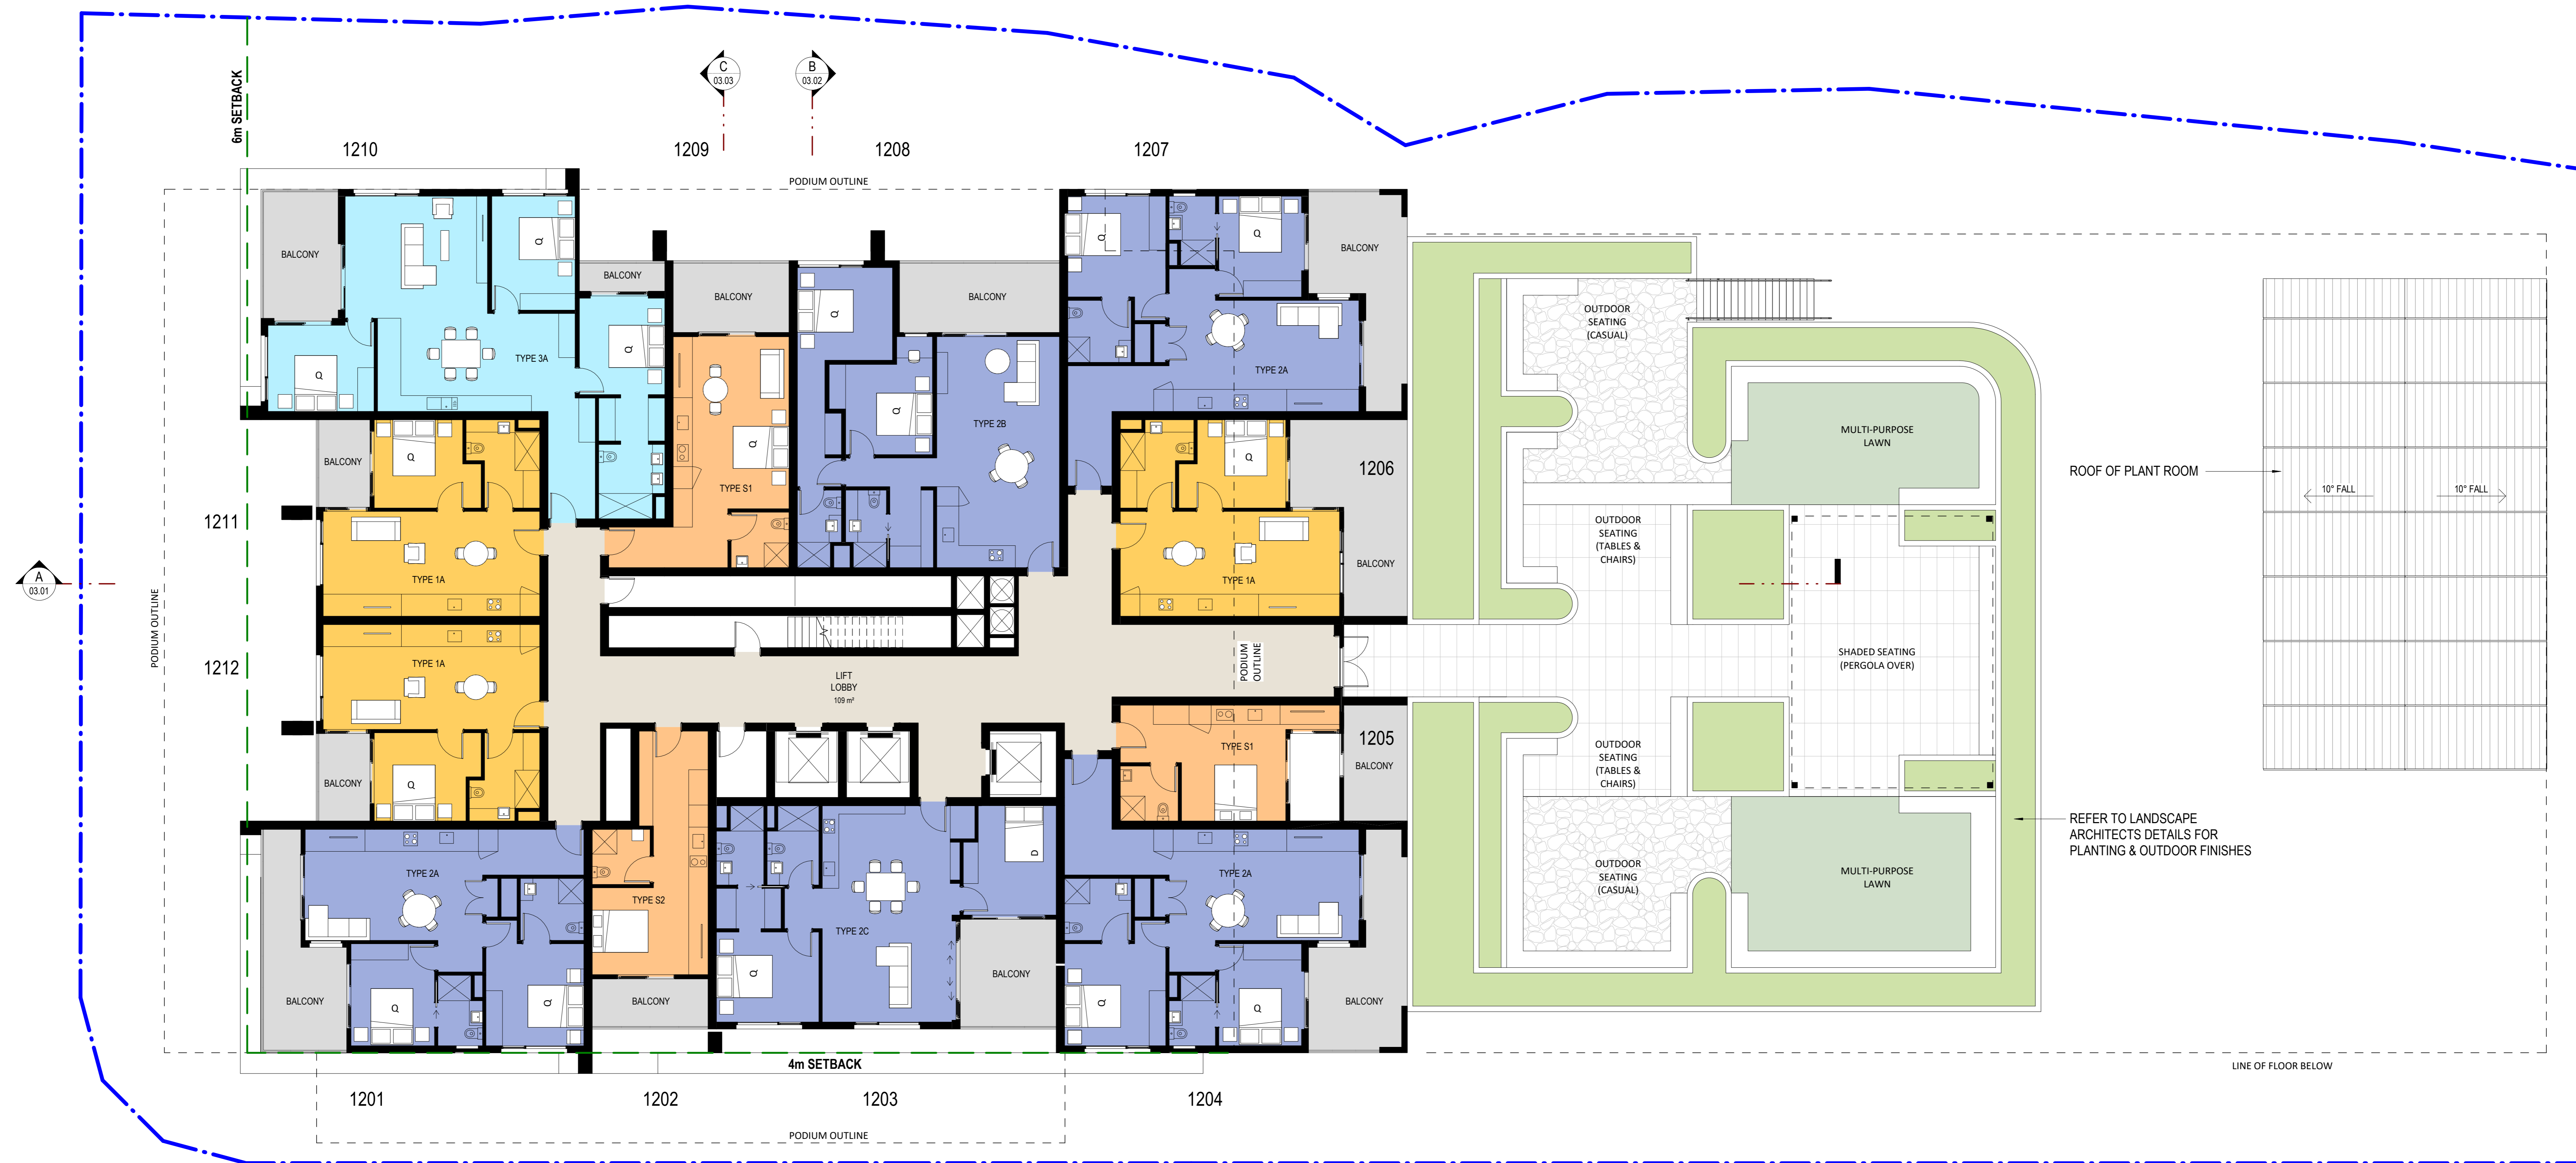 C
03.03
B
03.02
6m SETBACK
1210
1209
1208
1207
PODIUM OUTLINE
BALCONY
Q
BALCONY
BALCONY
BALCONY
Q
Q
BALCONY
OUTDOOR
SEATING
(CASUAL)
Q
Q
Q
TYPE 3A
TYPE 2A
Q
TYPE 2B
Q
MULTI-PURPOSE
LAWN
Q
BALCONY
Q
Q
1206
ROOF OF PLANT ROOM
TYPE S1
10° FALL
10° FALL
1211
OUTDOOR
SEATING
(TABLES &
CHAIRS)
BALCONY
TYPE 1A
TYPE 1A
A
03.01
PODIUM OUTLINE
1212
TYPE 1A
LIFT
LOBBY
109 m²
PODIUM
OUTLINE
SHADED SEATING
(PERGOLA OVER)
1205
TYPE S1
BALCONY
OUTDOOR
SEATING
(TABLES &
CHAIRS)
BALCONY
Q
REFER TO LANDSCAPE
ARCHITECTS DETAILS FOR
PLANTING & OUTDOOR FINISHES
D
TYPE 2A
TYPE 2A
OUTDOOR
SEATING
(CASUAL)
MULTI-PURPOSE
LAWN
TYPE S2
TYPE 2C
Q
BALCONY
BALCONY
BALCONY
BALCONY
Q
Q
Q
Q
4m SETBACK
LINE OF FLOOR BELOW
1201
1202
1203
1204
PODIUM OUTLINE